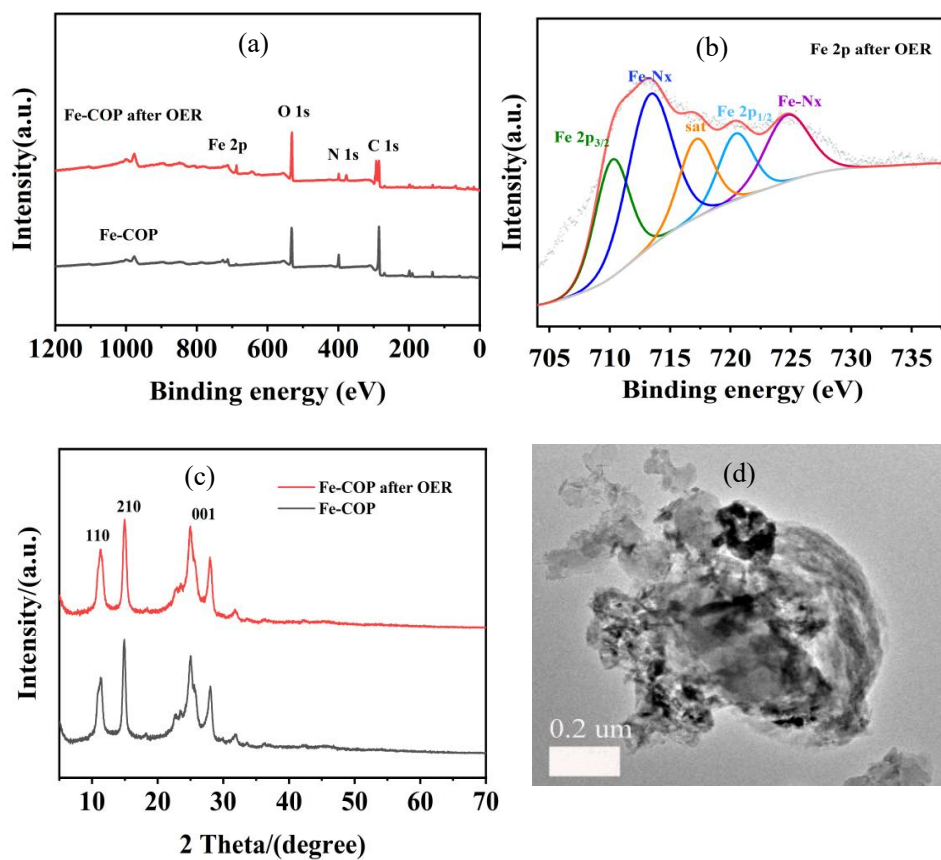 (a)
Fe-COP after OER
O 1s
Fe 2p
N 1s
C 1s
Fe-COP
Intensity(a.u.)
1200 1000 800 600 400 200 0
Binding energy (eV)
(b)
Fe 2p after OER
Fe-Nx
Fe-Nx
Fe 2p1/2
sat
Fe 2p3/2
Intensity(a.u.)
705 710 715 720 725 730 735
Binding energy (eV)
(c)
Fe-COP after OER
Fe-COP
110
210
001
Intensity/(a.u.)
10 20 30 40 50 60 70
2 Theta/(degree)
(d)
0.2 um